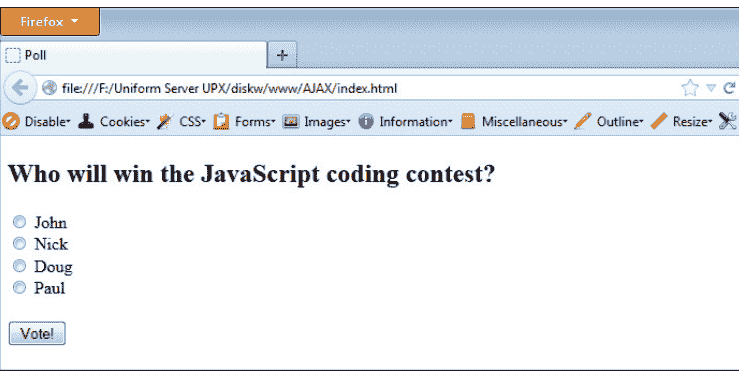 Firefox
Poll +
file:///F:/Uniform Server UPX/diskw/www/AJAX/index.html
Disable Cookies CSS Forms Images Information Miscellaneous Outline Resize
Who will win the JavaScript coding contest?
John
Nick
Doug
Paul
Vote!